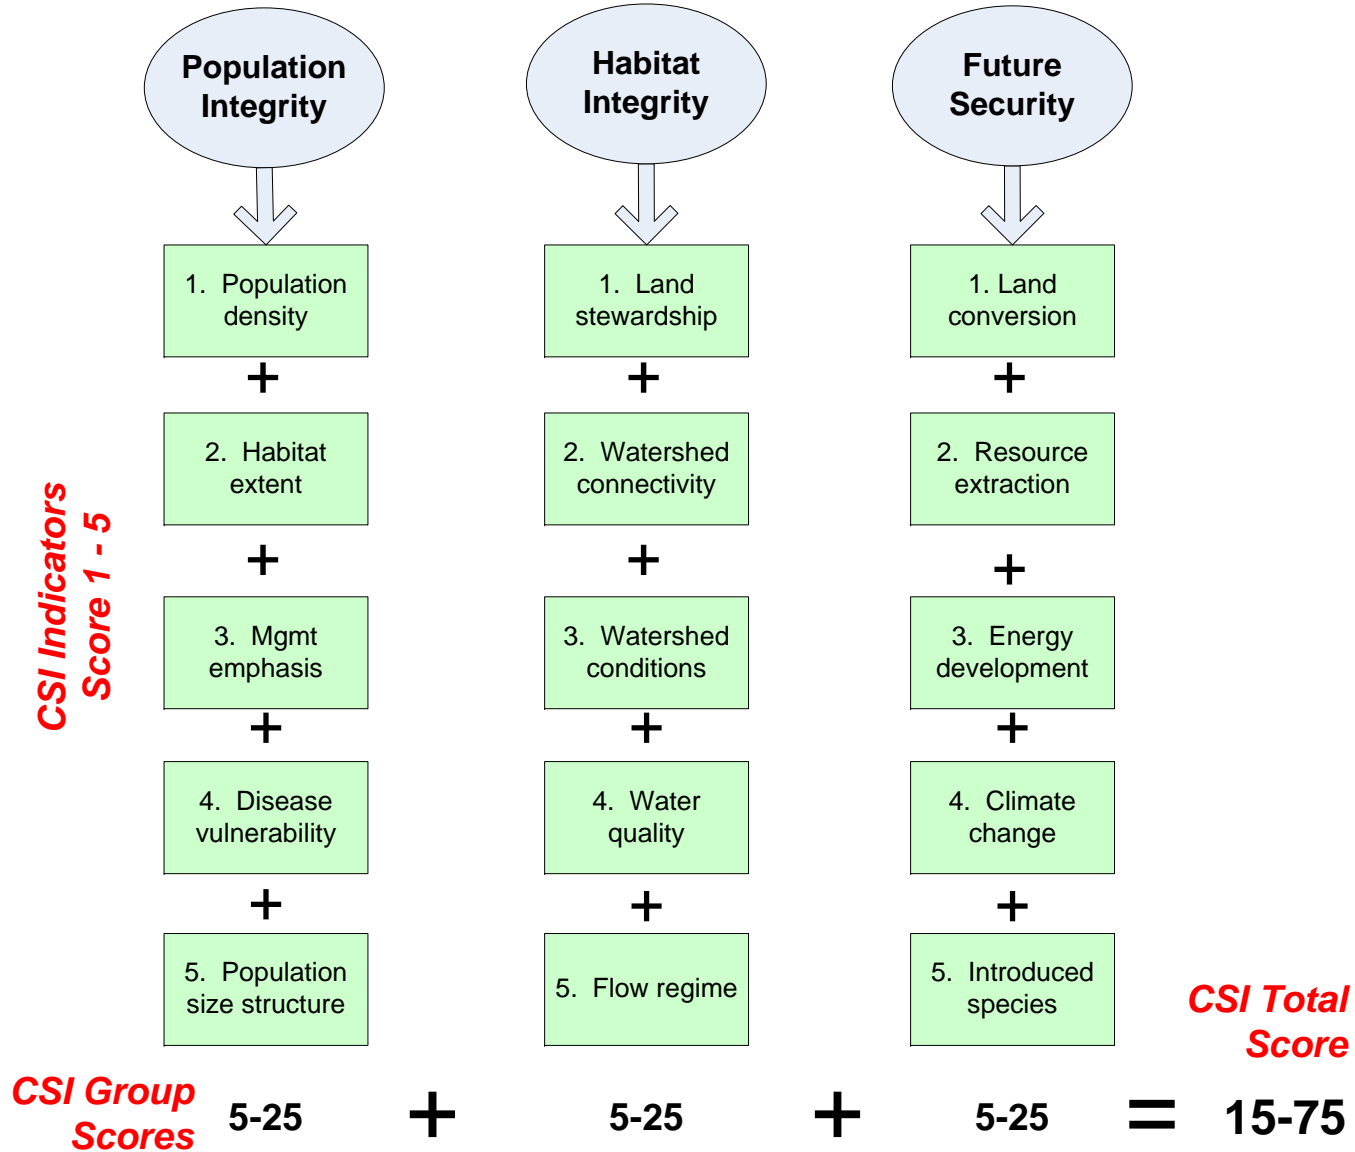 Population
Integrity
Habitat
Integrity
Future
Security
1. Population
density
1. Land
stewardship
1. Land
conversion
+
+
+
2. Habitat
extent
2. Watershed
connectivity
2. Resource
extraction
+
+
+
CSI Indicators
Score 1 - 5
3. Mgmt
emphasis
3. Watershed
conditions
3. Energy
development
+
+
+
4. Disease
vulnerability
4. Water
quality
4. Climate
change
+
+
+
5. Population
size structure
5. Flow regime
5. Introduced
species
CSI Total
Score
CSI Group
Scores
5-25 + 5-25 + 5-25 = 15-75